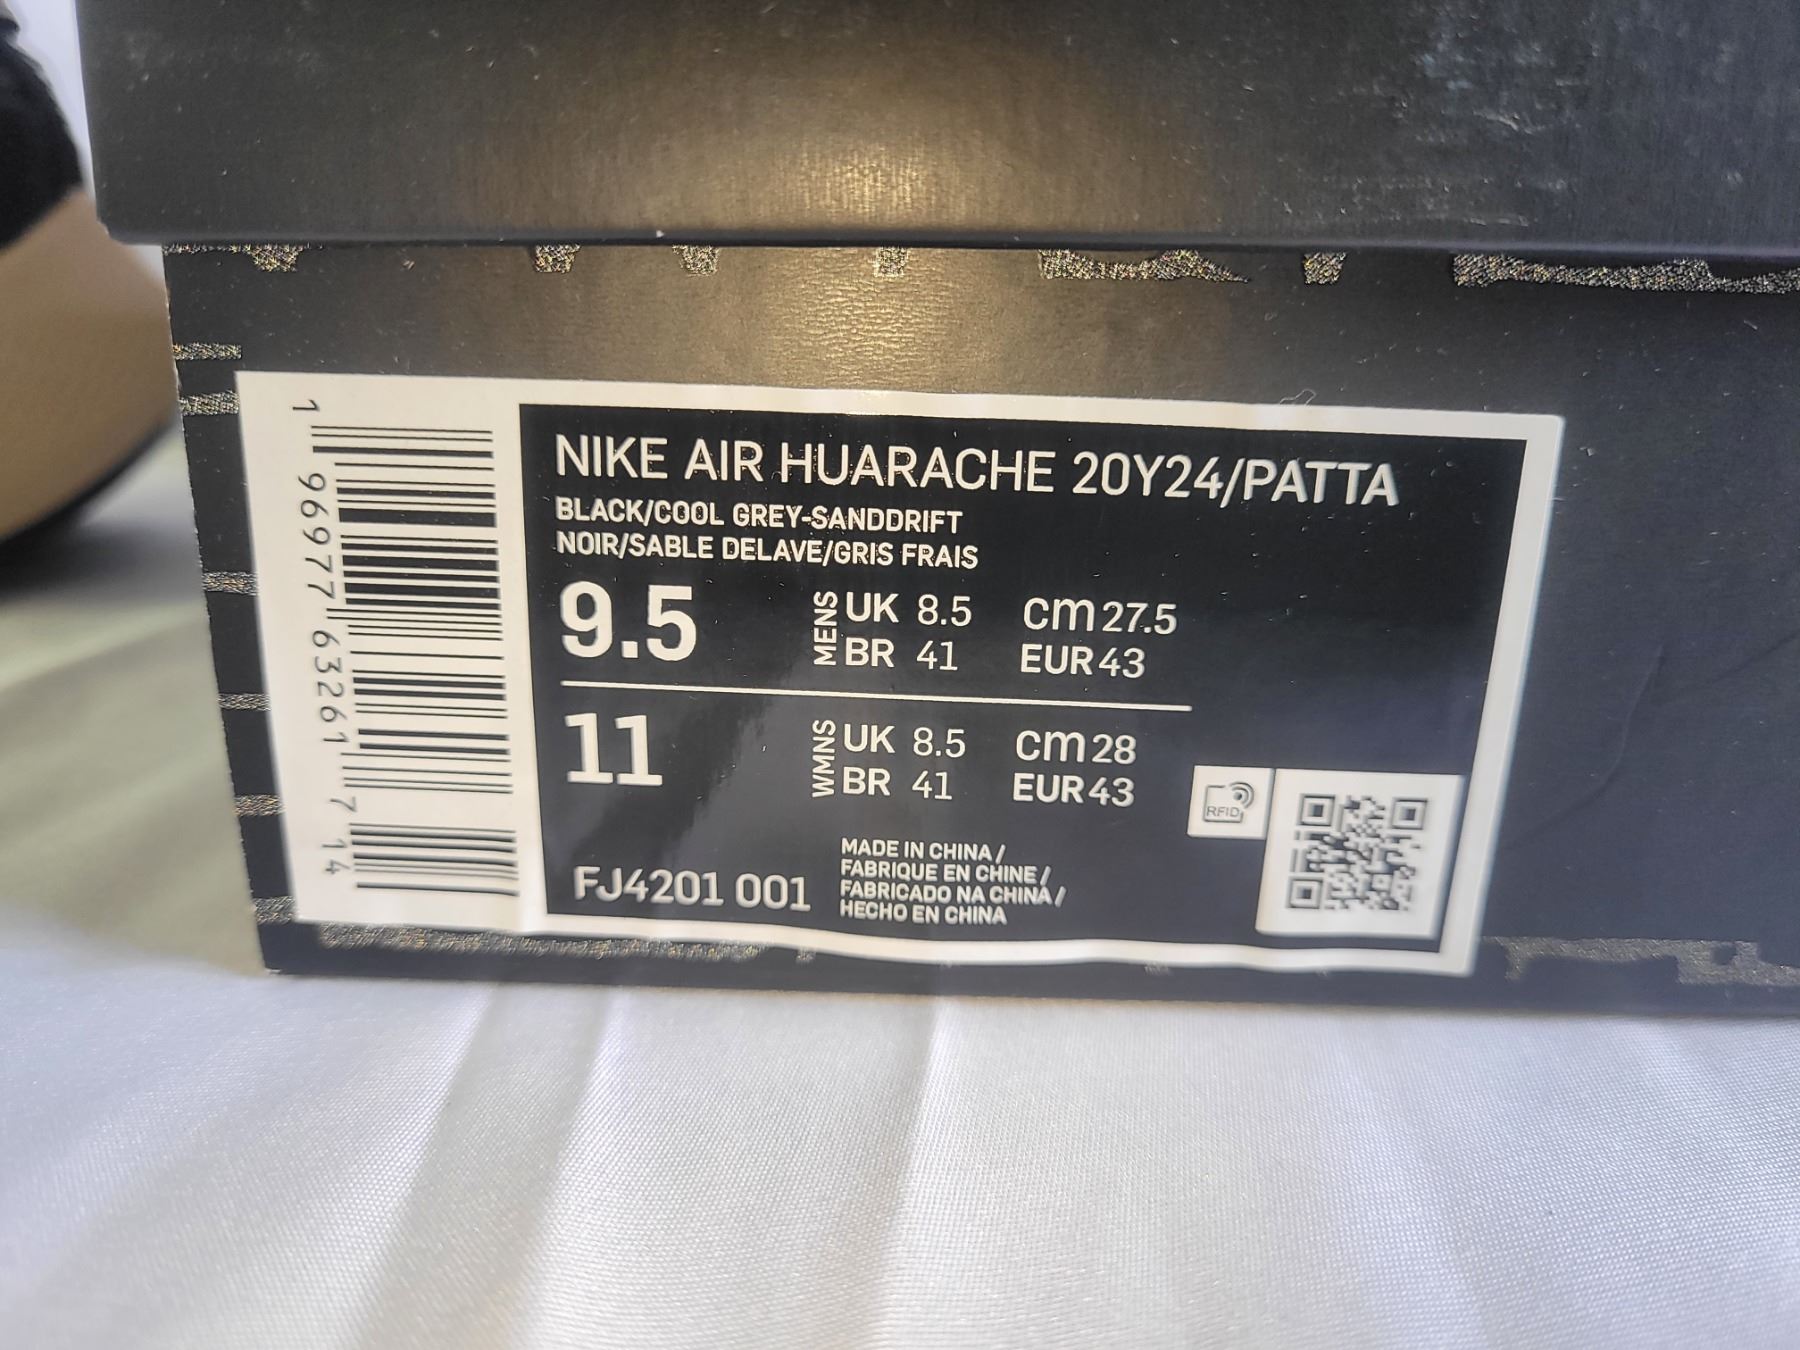 1 96977 63261 7 14
NIKE AIR HUARACHE 20Y24/PATTA
BLACK/COOL GREY-SANDDRIFT
NOIR/SABLE DELAVE/GRIS FRAIS
9.5 MENS UK 8.5 cm 27.5
BR 41 EUR 43
11 WMNS UK 8.5 cm 28
BR 41 EUR 43
RFID
FJ4201 001
MADE IN CHINA /
FABRIQUE EN CHINE /
FABRICADO NA CHINA /
HECHO EN CHINA